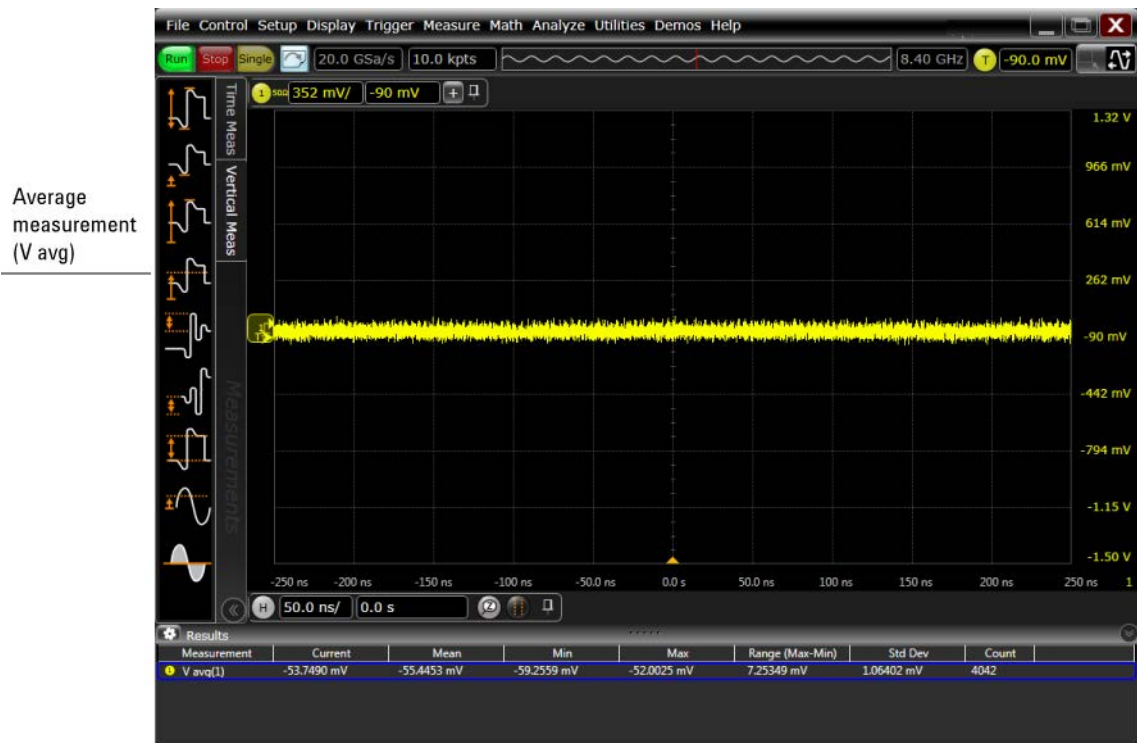 File Control Setup Display Trigger Measure Math Analyze Utilities Demos Help
Run Stop Single 20.0 GSa/s 10.0 kpts 8.40 GHz T -90.0 mV
1 50Ω 352 mV/ -90 mV +
Time Meas
Vertical Meas
Measurements
Average
measurement
(V avg)
1.32 V
966 mV
614 mV
262 mV
-90 mV
-442 mV
-794 mV
-1.15 V
-1.50 V
-250 ns -200 ns -150 ns -100 ns -50.0 ns 0.0 s 50.0 ns 100 ns 150 ns 200 ns 250 ns 1
H 50.0 ns/ 0.0 s
Results
Measurement Current Mean Min Max Range (Max-Min) Std Dev Count
1 V avg(1) -53.7490 mV -55.4453 mV -59.2559 mV -52.0025 mV 7.25349 mV 1.06402 mV 4042